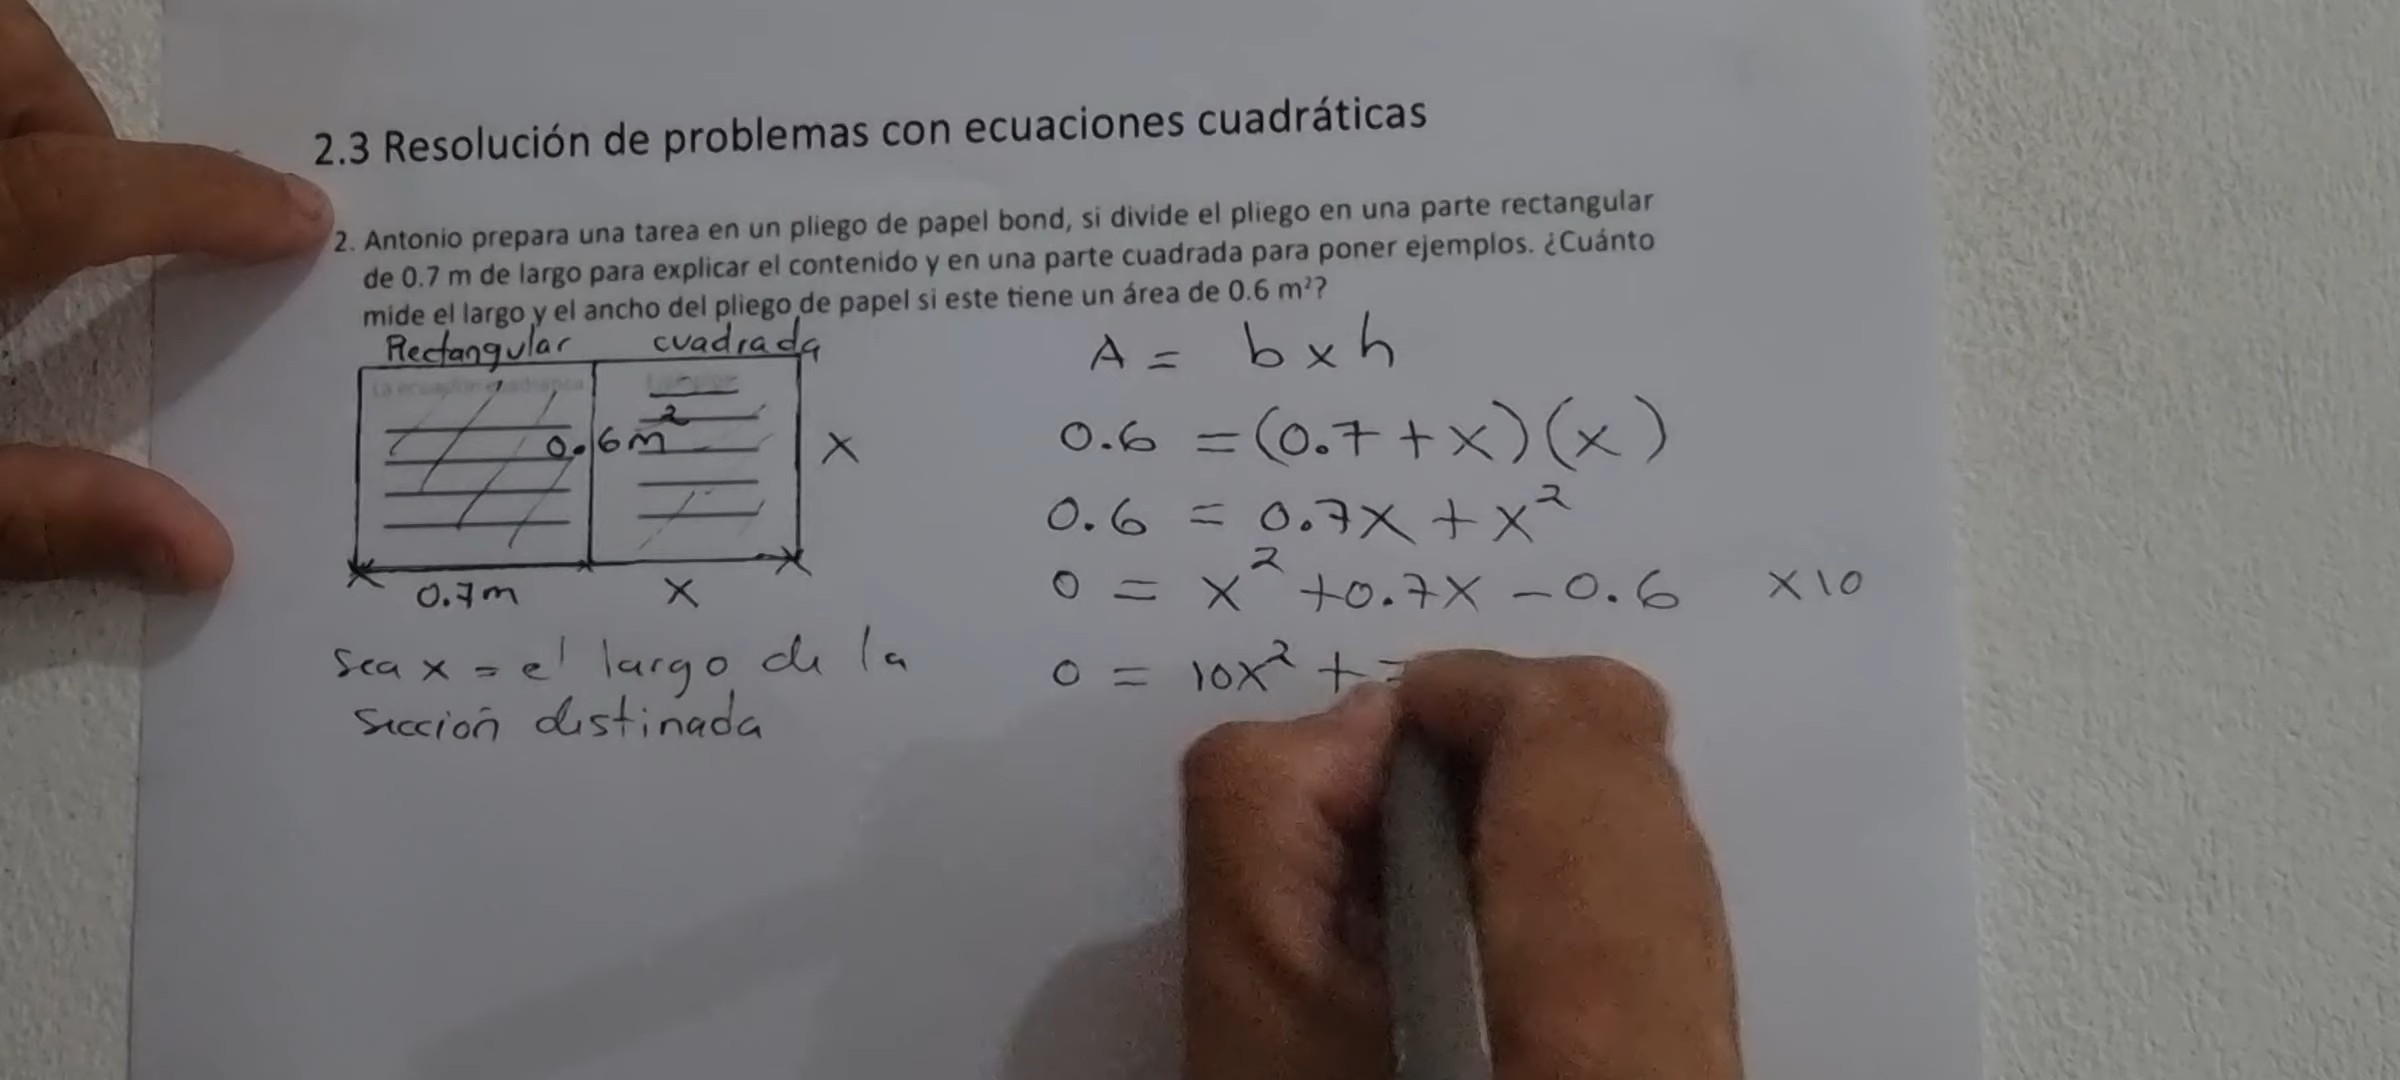 2.3 Resolución de problemas con ecuaciones cuadráticas
2. Antonio prepara una tarea en un pliego de papel bond, si divide el pliego en una parte rectangular
de 0.7 m de largo para explicar el contenido y en una parte cuadrada para poner ejemplos. ¿Cuánto
mide el largo y el ancho del pliego de papel si este tiene un área de 0.6 m²?
Rectangular cuadrada
La ecuación cuadrática
0.6m²
x
0.7m x
sea x = el largo de la
sección destinada
A = b x h
0.6 = (0.7 + x)(x)
0.6 = 0.7x + x²
0 = x² + 0.7x - 0.6 x10
0 = 10x² +